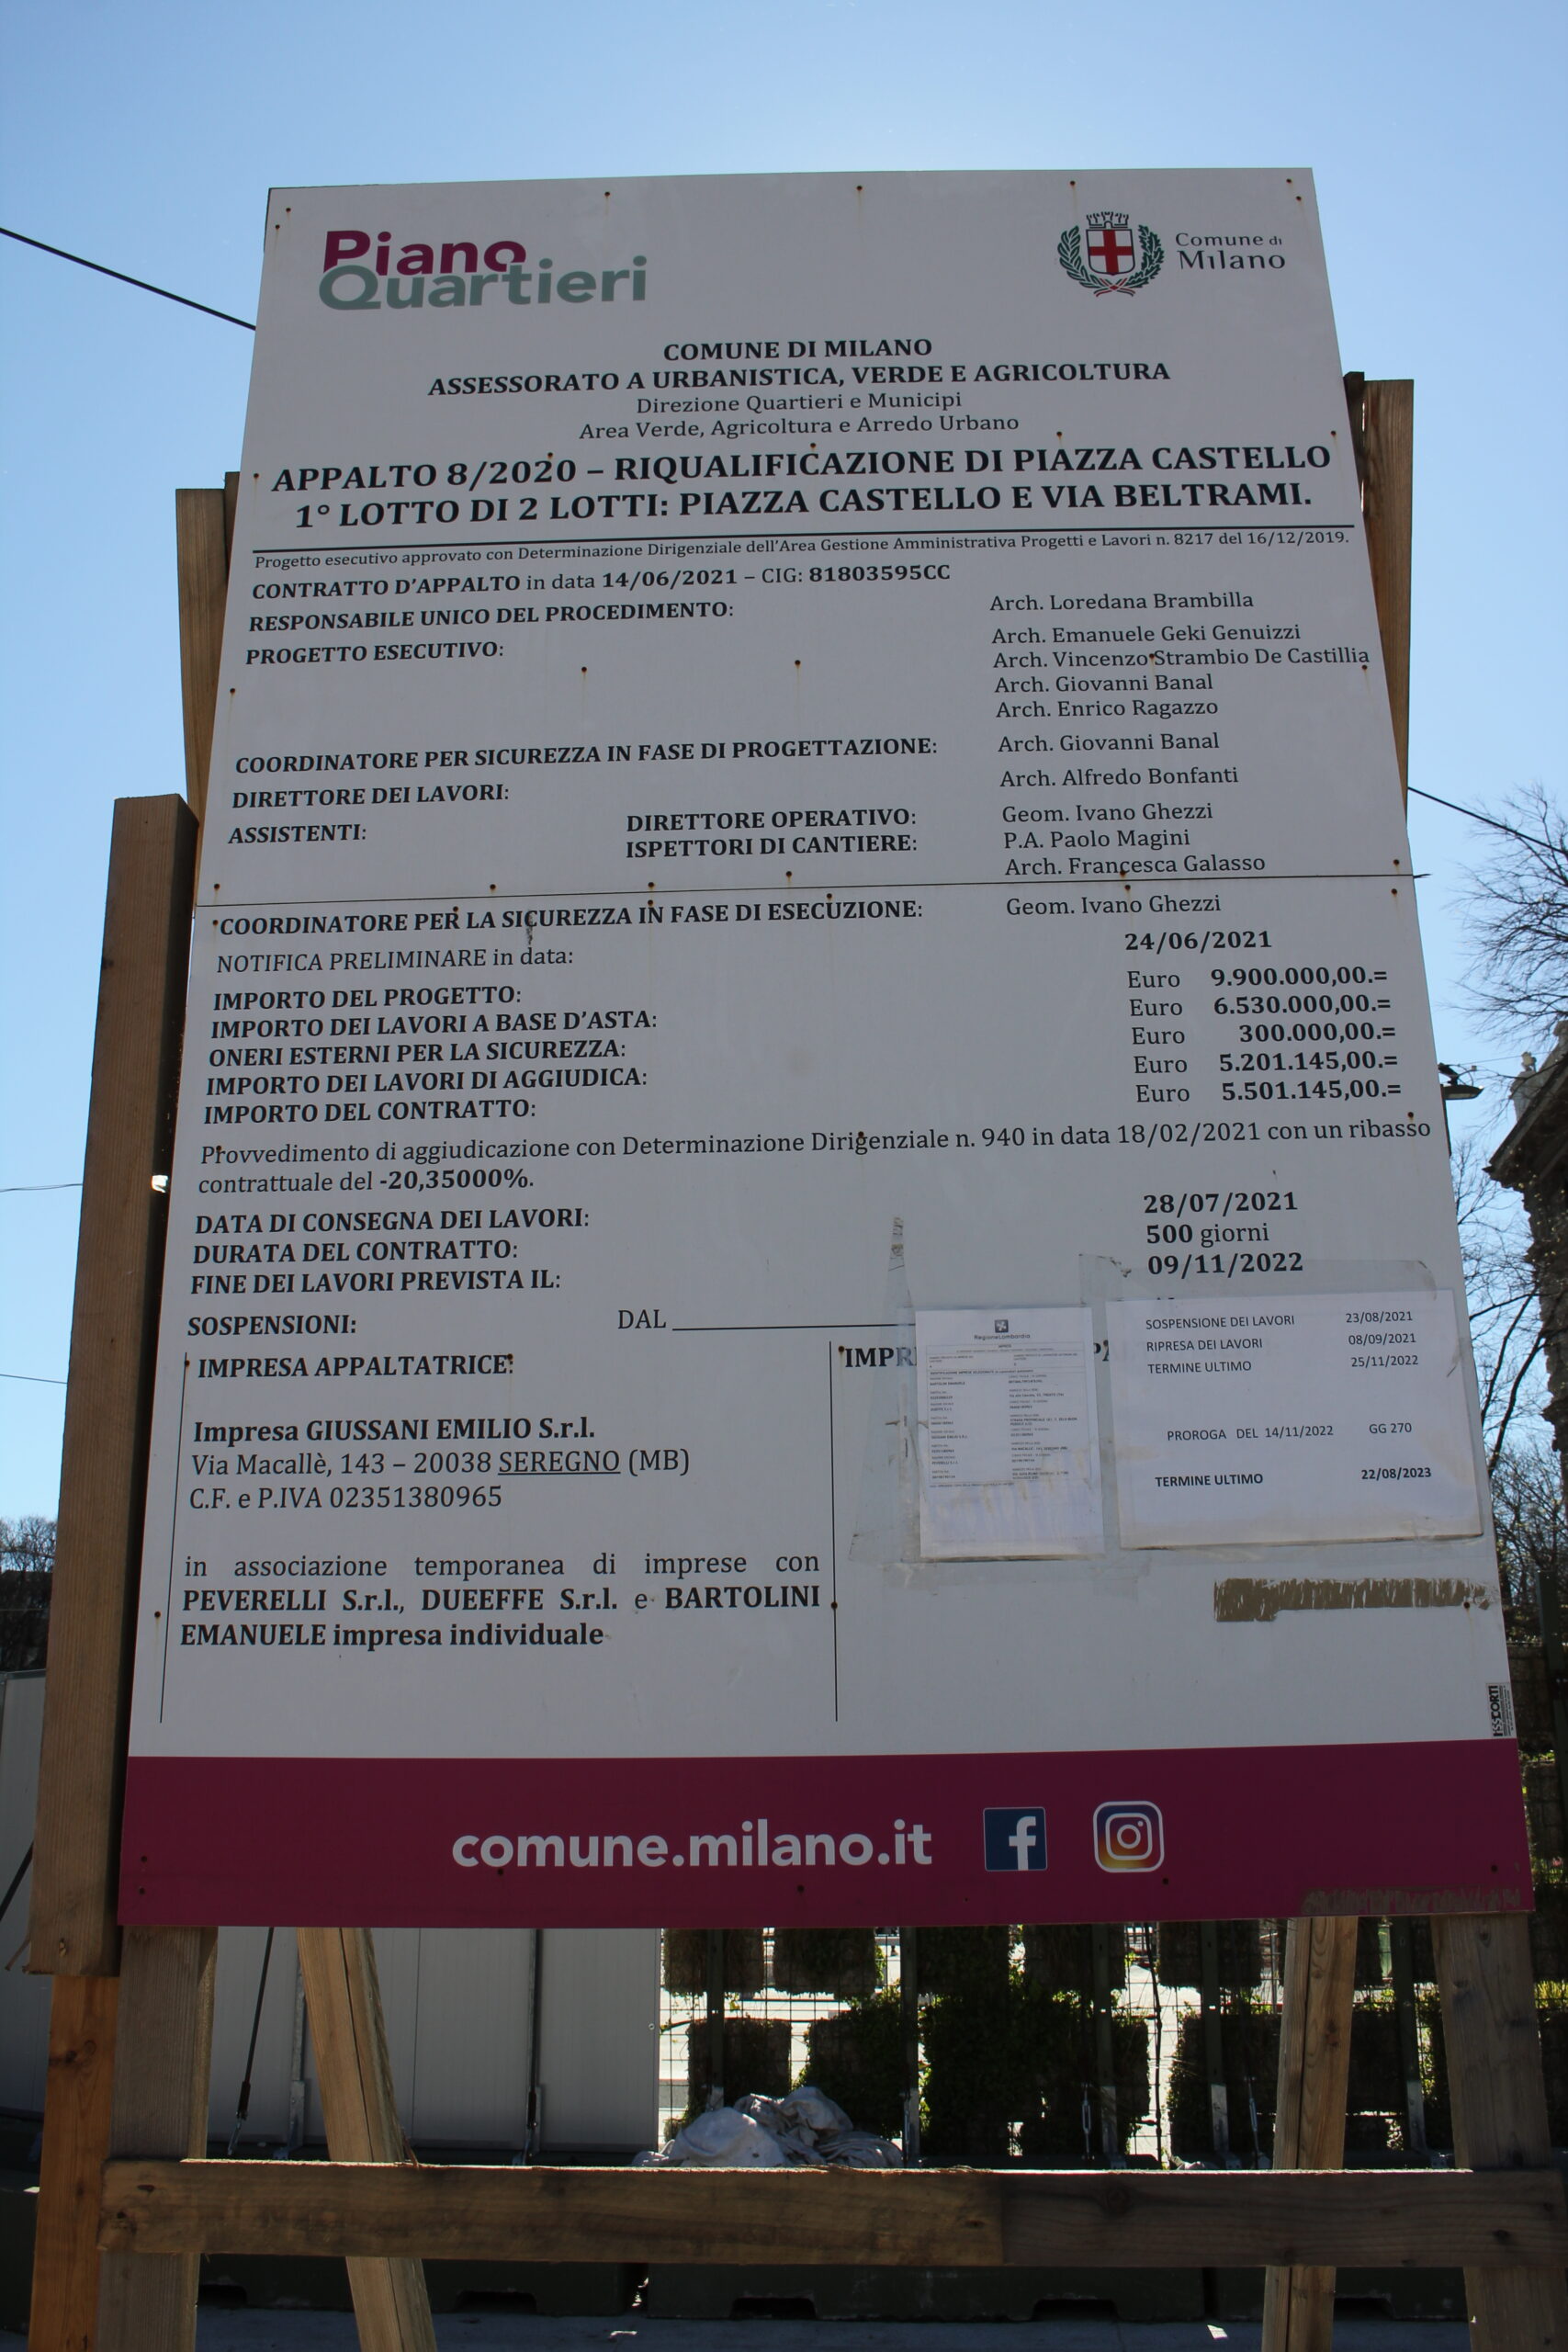 Piano
Quartieri
Comune di
Milano
COMUNE DI MILANO
ASSESSORATO A URBANISTICA, VERDE E AGRICOLTURA
Direzione Quartieri e Municipi
Area Verde, Agricoltura e Arredo Urbano
APPALTO 8/2020 – RIQUALIFICAZIONE DI PIAZZA CASTELLO
1° LOTTO DI 2 LOTTI: PIAZZA CASTELLO E VIA BELTRAMI.
Progetto esecutivo approvato con Determinazione Dirigenziale dell'Area Gestione Amministrativa Progetti e Lavori n. 8217 del 16/12/2019.
CONTRATTO D'APPALTO in data 14/06/2021 – CIG: 81803595CC
RESPONSABILE UNICO DEL PROCEDIMENTO: Arch. Loredana Brambilla
PROGETTO ESECUTIVO: Arch. Emanuele Geki Genuizzi
Arch. Vincenzo Strambio De Castillia
Arch. Giovanni Banal
Arch. Enrico Ragazzo
COORDINATORE PER SICUREZZA IN FASE DI PROGETTAZIONE: Arch. Giovanni Banal
DIRETTORE DEI LAVORI: Arch. Alfredo Bonfanti
ASSISTENTI: DIRETTORE OPERATIVO: Geom. Ivano Ghezzi
ISPETTORI DI CANTIERE: P.A. Paolo Magini
Arch. Francesca Galasso
COORDINATORE PER LA SICUREZZA IN FASE DI ESECUZIONE: Geom. Ivano Ghezzi
NOTIFICA PRELIMINARE in data: 24/06/2021
IMPORTO DEL PROGETTO: Euro 9.900.000,00.=
IMPORTO DEI LAVORI A BASE D'ASTA: Euro 6.530.000,00.=
ONERI ESTERNI PER LA SICUREZZA: Euro 300.000,00.=
IMPORTO DEI LAVORI DI AGGIUDICA: Euro 5.201.145,00.=
IMPORTO DEL CONTRATTO: Euro 5.501.145,00.=
Provvedimento di aggiudicazione con Determinazione Dirigenziale n. 940 in data 18/02/2021 con un ribasso
contrattuale del -20,35000%.
DATA DI CONSEGNA DEI LAVORI: 28/07/2021
DURATA DEL CONTRATTO: 500 giorni
FINE DEI LAVORI PREVISTA IL: 09/11/2022
SOSPENSIONI: DAL
IMPRESA APPALTATRICE:
Impresa GIUSSANI EMILIO S.r.l.
Via Macallè, 143 – 20038 SEREGNO (MB)
C.F. e P.IVA 02351380965
in associazione temporanea di imprese con
PEVERELLI S.r.l., DUEEFFE S.r.l. e BARTOLINI
EMANUELE impresa individuale
IMPR
RegioneLombardia
SOSPENSIONE DEI LAVORI 23/08/2021
RIPRESA DEI LAVORI 08/09/2021
TERMINE ULTIMO 25/11/2022
PROROGA DEL 14/11/2022 GG 270
TERMINE ULTIMO 22/08/2023
comune.milano.it